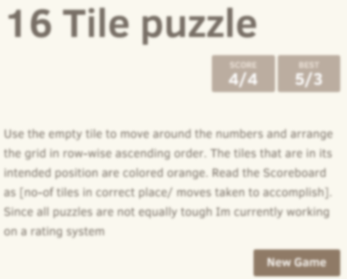 16 Tile puzzle
SCORE BEST
4/4 5/3
Use the empty tile to move around the numbers and arrange
the grid in row-wise ascending order. The tiles that are in its
intended position are colored orange. Read the Scoreboard
as [no-of tiles in correct place/ moves taken to accomplish].
Since all puzzles are not equally tough Im currently working
on a rating system
New Game